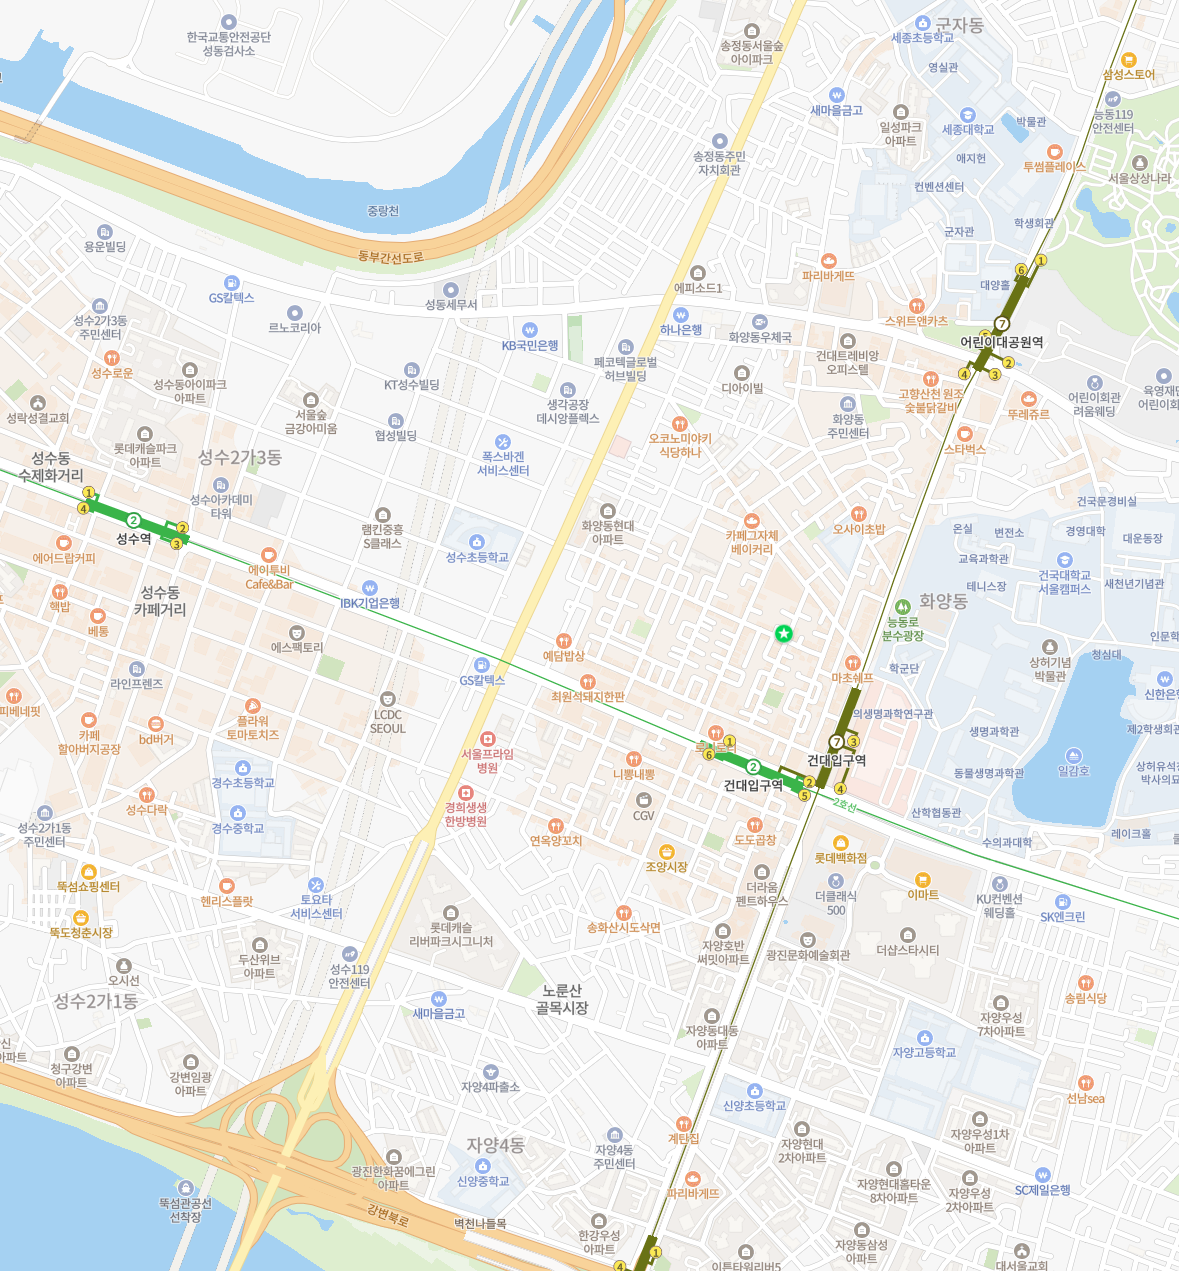 한국교통안전공단
성동검사소
송정동서울숲
아이파크
군자동
세종초등학교
영실관
삼성스토어
새마을금고
일성파크
아파트
세종대학교
박물관
능동119
안전센터
송정동주민
자치회관
애지헌
투썸플레이스
서울상상나라
컨벤션센터
중랑천
군자관
학생회관
용운빌딩
동부간선도로
파리바게뜨
1
6
GS칼텍스
성동세무서
에피소드1
대양홀
성수2가3동
주민센터
르노코리아
KB국민은행
하나은행
화양동우체국
스위트앤카츠
7
어린이대공원역
성수로운
성수동아이파크
아파트
KT성수빌딩
페코텍글로벌
허브빌딩
디아이빌
건대트레비앙
오피스텔
4
3
2
고향산천 원조
숯불닭갈비
어린이회관
려움웨딩
육영재단
어린이회
성락성결교회
서울숲
금강아미움
협성빌딩
생각공장
데시앙플렉스
화양동
주민센터
뚜레쥬르
롯데캐슬파크
아파트
성수2가3동
폭스바겐
서비스센터
오코노미야키
식당하나
스타벅스
성수동
수제화거리
성수아카데미
타워
건국문경비실
1
4
2
성수역
2
3
램킨중흥
S클래스
성수초등학교
화양동현대
아파트
카페그자체
베이커리
오사이초밥
온실
변전소
경영대학
대운동장
에어드랍커피
에이투비
Cafe&Bar
교육과학관
건국대학교
서울캠퍼스
테니스장
새천년기념관
핵밥
성수동
카페거리
IBK기업은행
화양동
능동로
분수광장
베통
에스팩토리
예담밥상
인문학
상허기념
박물관
청심대
라인프렌즈
GS칼텍스
최원석돼지한판
마초쉐프
학군단
신한은행
피베네핏
카페
할아버지공장
bd버거
플라워
토마토치즈
LCDC
SEOUL
의생명과학연구관
제2학생회관
생명과학관
서울프라임
병원
1
6
2
건대입구역
7
건대입구역
3
4
2
5
니뽕내뽕
동물생명과학관
일감호
상허유석
박사의묘
경수초등학교
성수다락
경수중학교
경희생생
한방병원
CGV
2호선
산학협동관
성수2가1동
주민센터
연옥양꼬치
도도곱창
수의과대학
레이크홀
뚝섬쇼핑센터
헨리스플랏
토요타
서비스센터
조양시장
더라움
펜트하우스
롯데백화점
더클래식
500
이마트
KU컨벤션
웨딩홀
SK엔크린
뚝도청춘시장
롯데캐슬
리버파크시그니처
송화산시도삭면
두산위브
아파트
자양호반
써밋아파트
광진문화예술회관
더샵스타시티
오시선
성수2가1동
성수119
안전센터
노룬산
골목시장
송림식당
새마을금고
자양동대동
아파트
자양우성
7차아파트
자양고등학교
청구강변
아파트
강변임광
아파트
자양4파출소
신양초등학교
선남sea
자양4동
자양4동
주민센터
계탄집
자양현대
2차아파트
자양우성1차
아파트
광진한화꿈에그린
아파트
신양중학교
파리바게뜨
자양현대홈타운
8차아파트
자양우성
2차아파트
SC제일은행
뚝섬관공선
선착장
강변북로
벽천나들목
한강우성
아파트
1
4
자양동삼성
아파트
이튼타워리버5
대서울교회